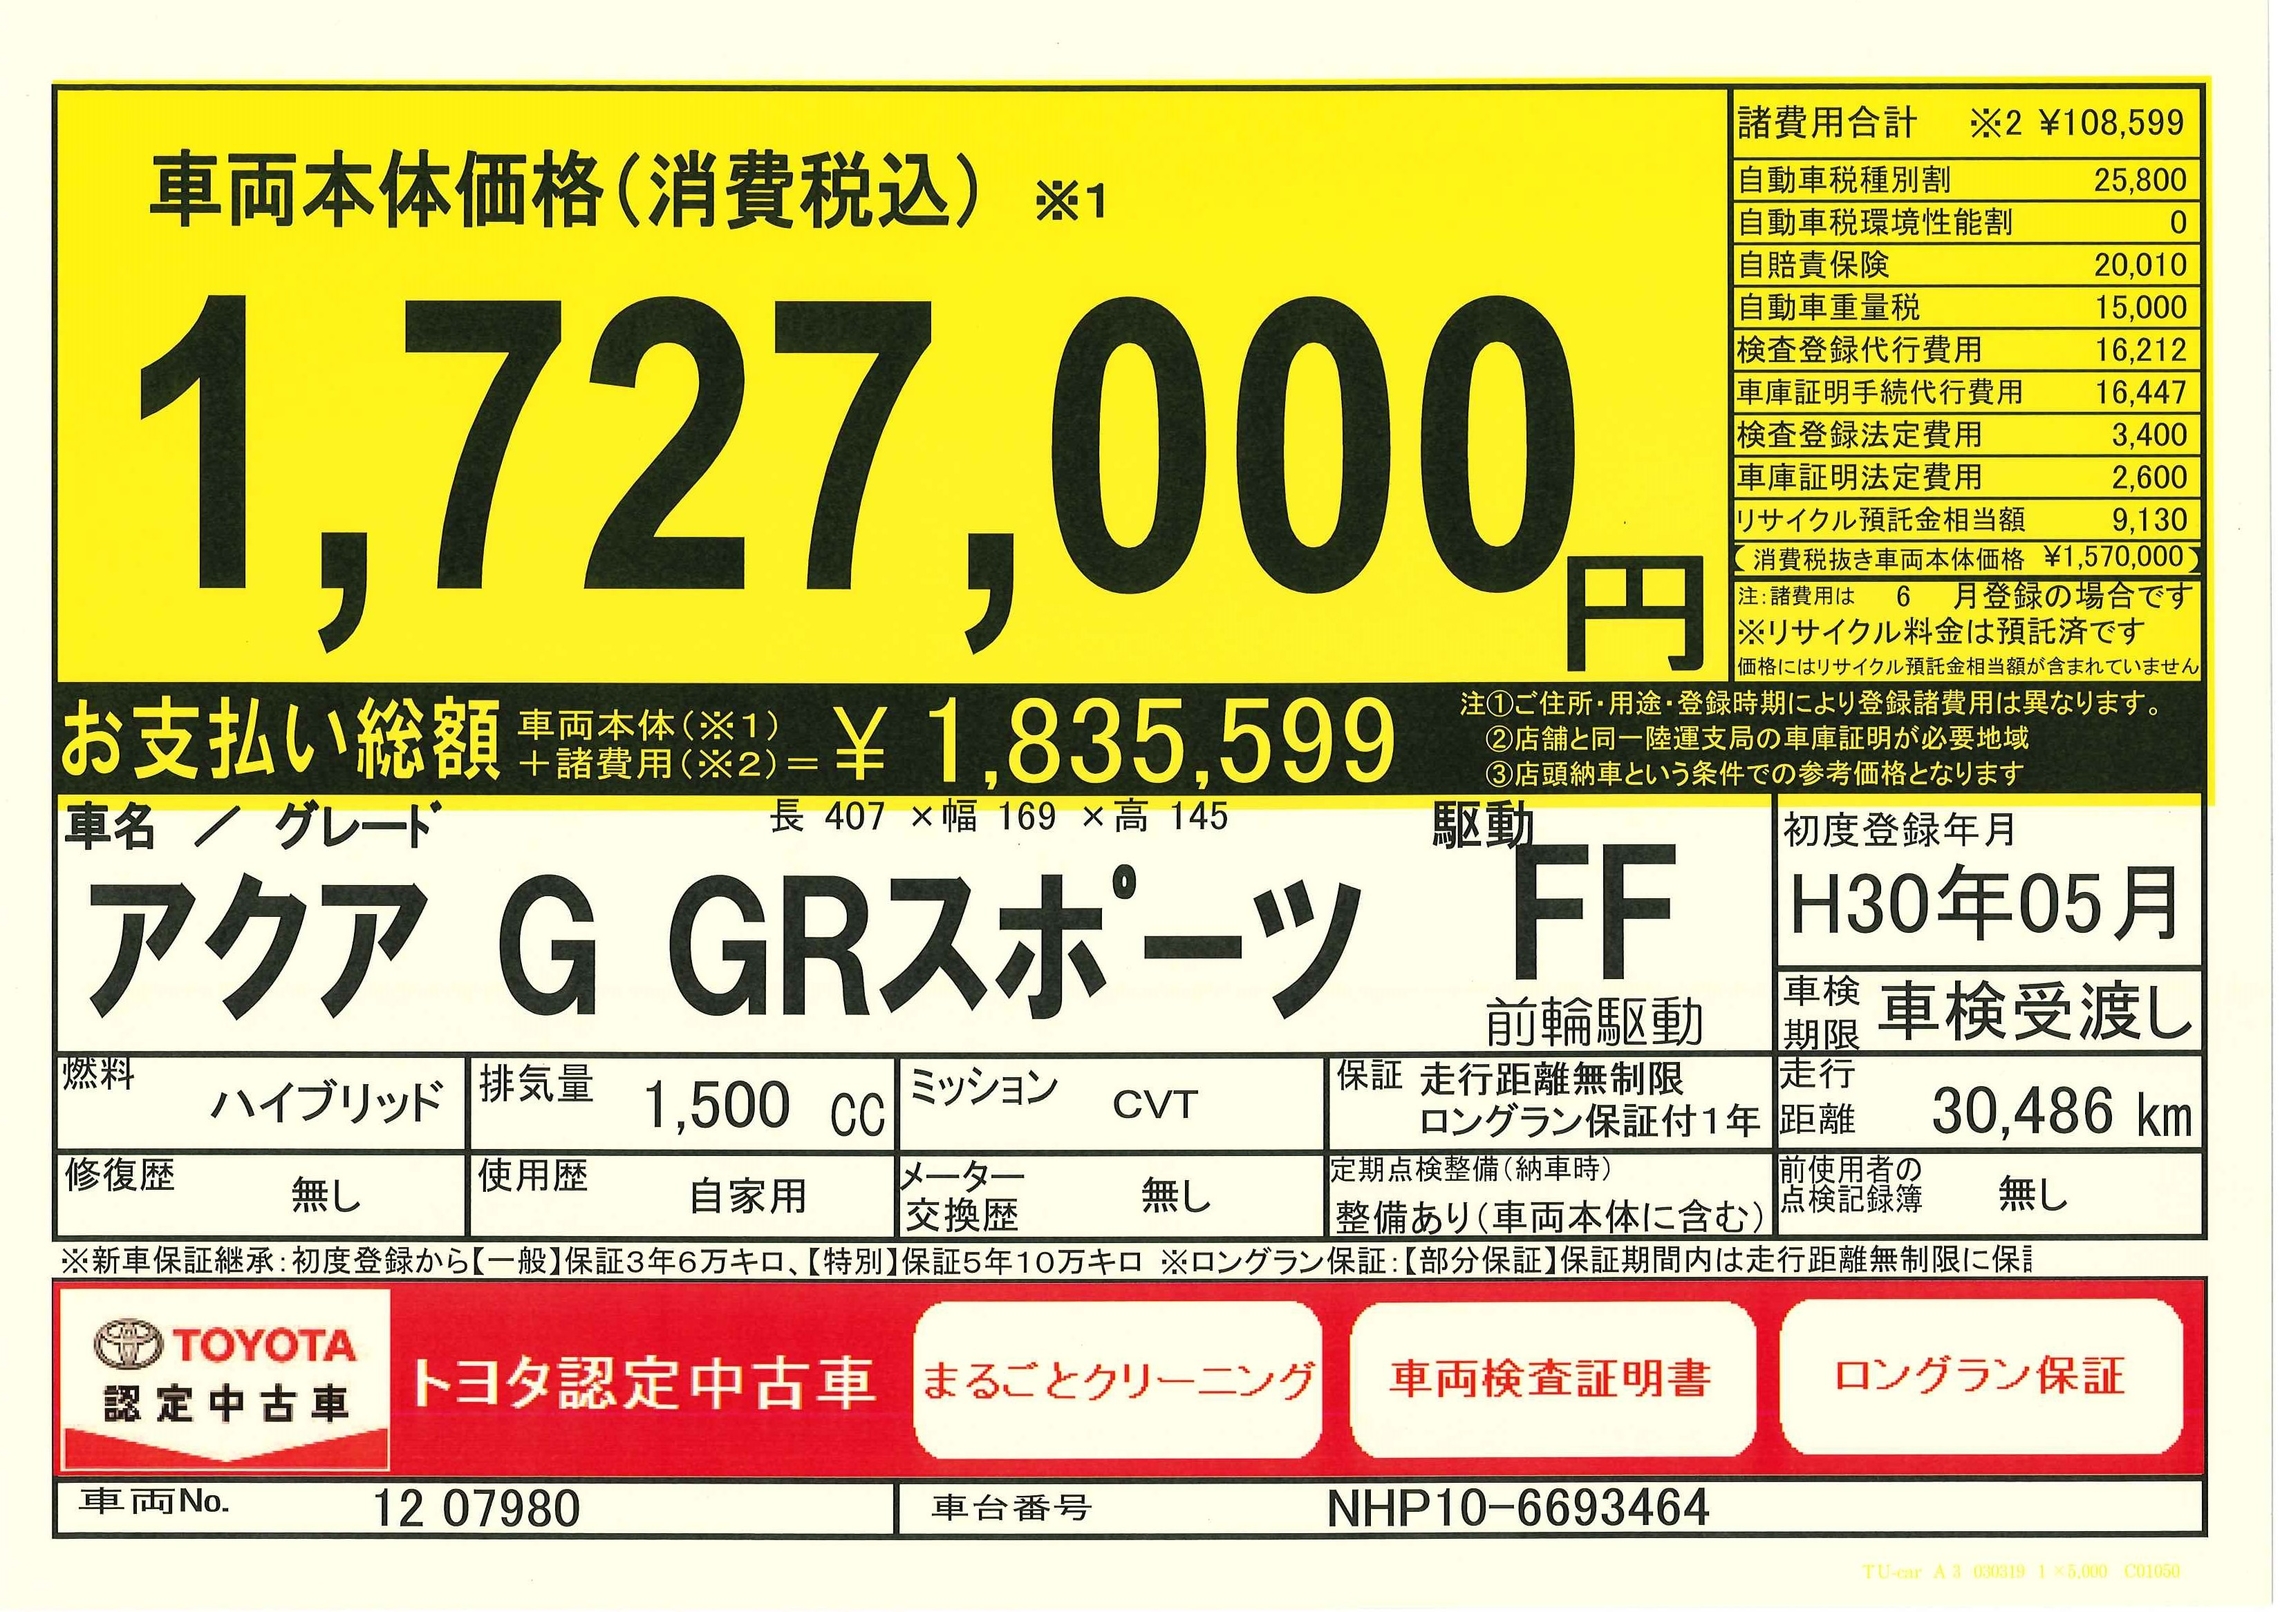 車両本体価格(消費税込) ※1
1,727,000円
諸費用合計 ※2 ¥108,599
自動車税種別割 25,800
自動車税環境性能割 0
自賠責保険 20,010
自動車重量税 15,000
検査登録代行費用 16,212
車庫証明手続代行費用 16,447
検査登録法定費用 3,400
車庫証明法定費用 2,600
リサイクル預託金相当額 9,130
(消費税抜き車両本体価格 ¥1,570,000)
注:諸費用は 6 月登録の場合です
※リサイクル料金は預託済です
価格にはリサイクル預託金相当額が含まれていません
お支払い総額 車両本体(※1)
+諸費用(※2)= ¥ 1,835,599
注①ご住所・用途・登録時期により登録諸費用は異なります。
②店舗と同一陸運支局の車庫証明が必要地域
③店頭納車という条件での参考価格となります
車名 / グレード
長 407 ×幅 169 ×高 145
アクア G GRスポーツ
駆動
FF
前輪駆動
初度登録年月
H30年05月
車検
期限
車検受渡し
燃料 ハイブリッド
排気量 1,500 CC
ミッション CVT
保証 走行距離無制限
ロングラン保証付1年
走行
距離
30,486 km
修復歴 無し
使用歴 自家用
メーター
交換歴
無し
定期点検整備(納車時)
整備あり(車両本体に含む)
前使用者の
点検記録簿
無し
※新車保証継承:初度登録から【一般】保証3年6万キロ、【特別】保証5年10万キロ ※ロングラン保証:【部分保証】保証期間内は走行距離無制限に保
TOYOTA
認定中古車
トヨタ認定中古車
まるごとクリーニング
車両検査証明書
ロングラン保証
車両No. 12 07980
車台番号 NHP10-6693464
TU-car A3 030319 1×5,000 C01050